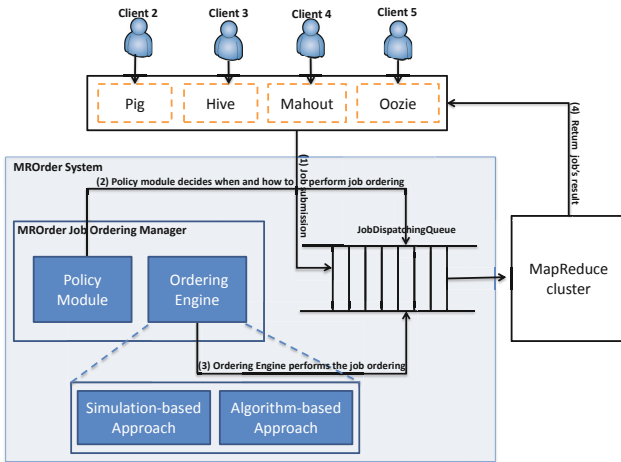 Client 2
Client 3
Client 4
Client 5
Pig
Hive
Mahout
Oozie
(1) Job submission
(4) Return job's result
MROrder System
(2) Policy module decides when and how to perform job ordering
MROrder Job Ordering Manager
JobDispatchingQueue
Policy
Module
Ordering
Engine
MapReduce
cluster
(3) Ordering Engine performs the job ordering
Simulation-based
Approach
Algorithm-based
Approach